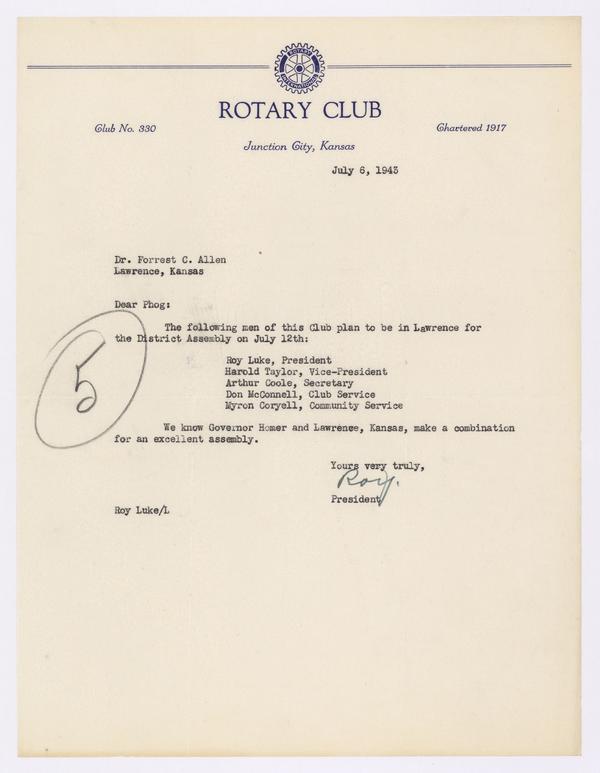 ROTARY
INTERNATIONAL
ROTARY CLUB
Club No. 330
Chartered 1917
Junction City, Kansas
July 6, 1943
Dr. Forrest C. Allen
Lawrence, Kansas
Dear Phog:
The following men of this Club plan to be in Lawrence for
the District Assembly on July 12th:
Roy Luke, President
Harold Taylor, Vice-President
Arthur Coole, Secretary
Don McConnell, Club Service
Myron Coryell, Community Service
5
We know Governor Homer and Lawrence, Kansas, make a combination
for an excellent assembly.
Yours very truly,
Roy.
President
Roy Luke/L